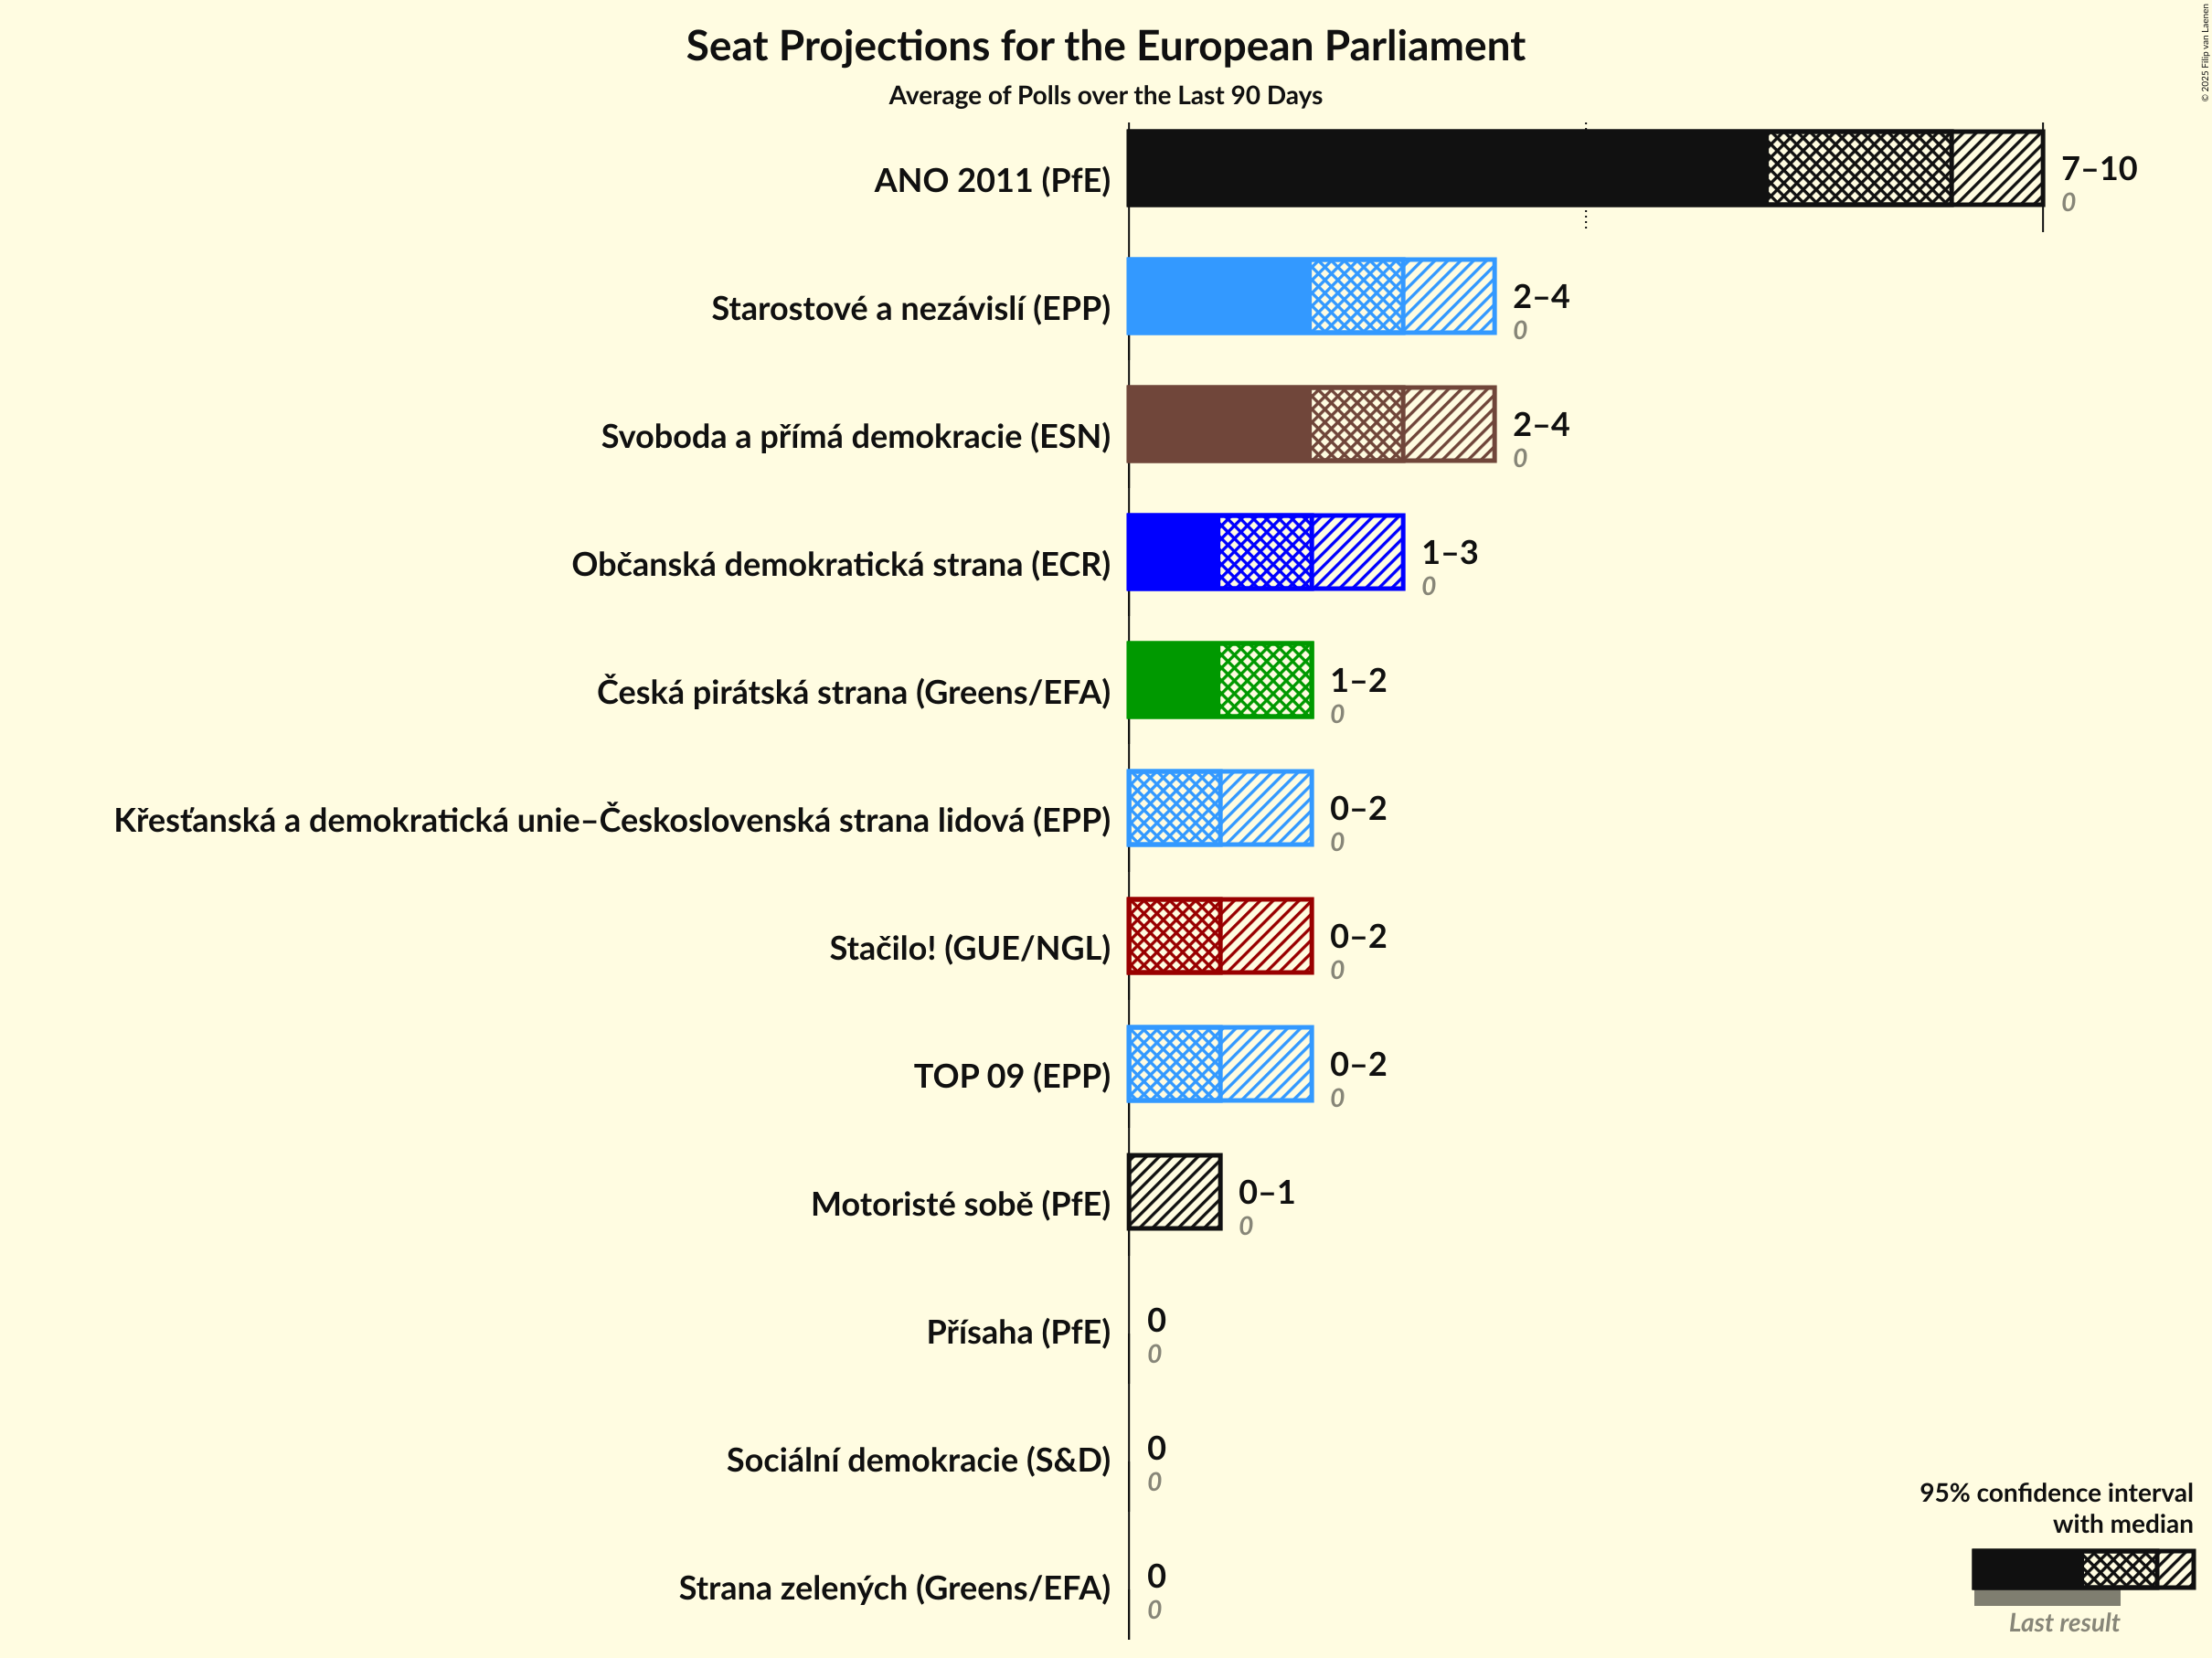 Seat Projections for the European Parliament
Average of Polls over the Last 90 Days
© 2025 Filip van Laenen
ANO 2011 (PfE)
7–10
0
Starostové a nezávislí (EPP)
2–4
0
Svoboda a přímá demokracie (ESN)
2–4
0
Občanská demokratická strana (ECR)
1–3
0
Česká pirátská strana (Greens/EFA)
1–2
0
Křesťanská a demokratická unie–Československá strana lidová (EPP)
0–2
0
Stačilo! (GUE/NGL)
0–2
0
TOP 09 (EPP)
0–2
0
Motoristé sobě (PfE)
0–1
0
Přísaha (PfE)
0
0
Sociální demokracie (S&D)
0
0
Strana zelených (Greens/EFA)
0
0
95% confidence interval
with median
Last result